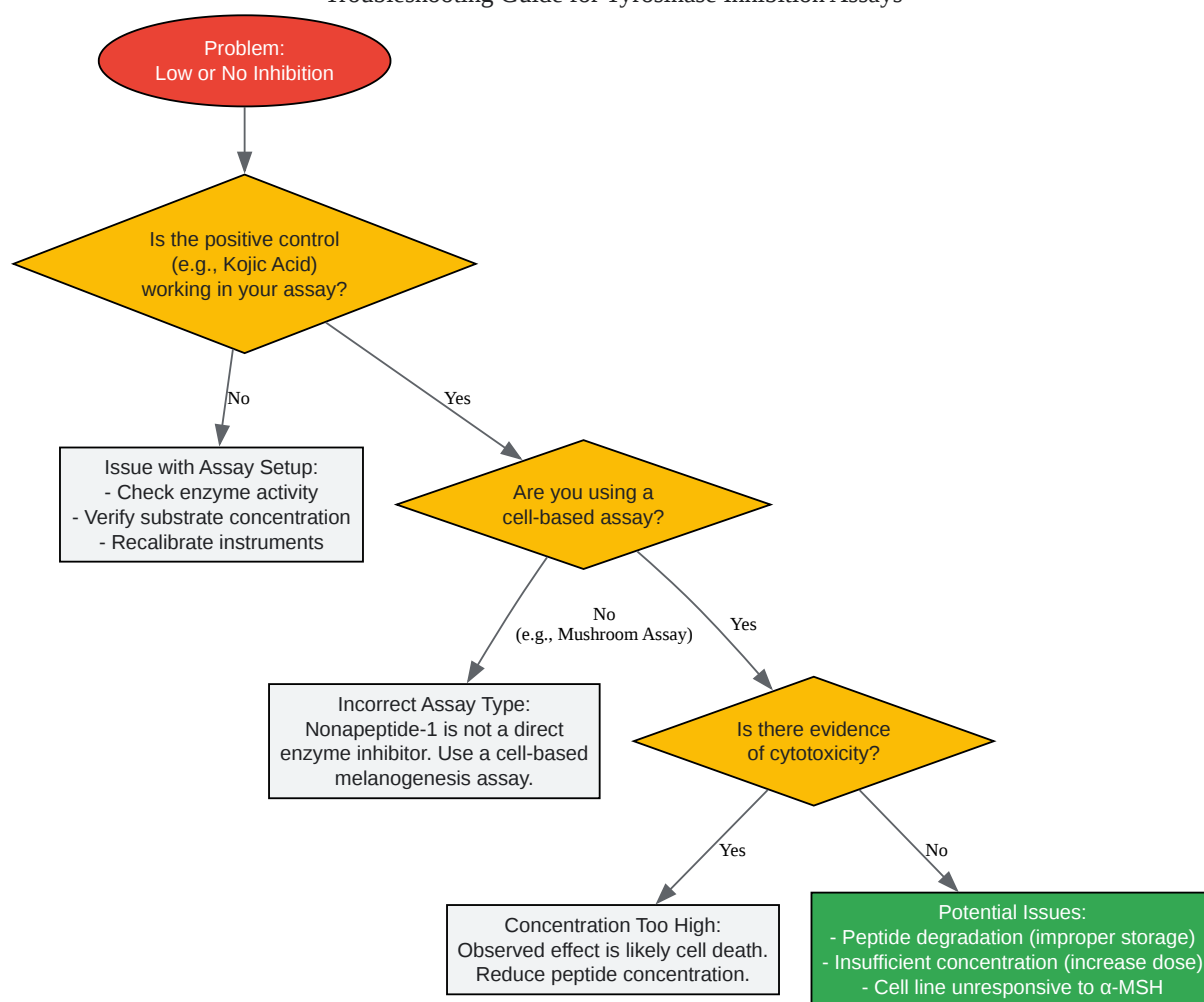 Troubleshooting Guide for Tyrosinase Inhibition Assays
Problem:
Low or No Inhibition
Is the positive control
(e.g., Kojic Acid)
working in your assay?
No
Yes
Issue with Assay Setup:
- Check enzyme activity
- Verify substrate concentration
- Recalibrate instruments
Are you using a
cell-based assay?
No
(e.g., Mushroom Assay)
Yes
Incorrect Assay Type:
Nonapeptide-1 is not a direct
enzyme inhibitor. Use a cell-based
melanogenesis assay.
Is there evidence
of cytotoxicity?
Yes
No
Concentration Too High:
Observed effect is likely cell death.
Reduce peptide concentration.
Potential Issues:
- Peptide degradation (improper storage)
- Insufficient concentration (increase dose)
- Cell line unresponsive to α-MSH